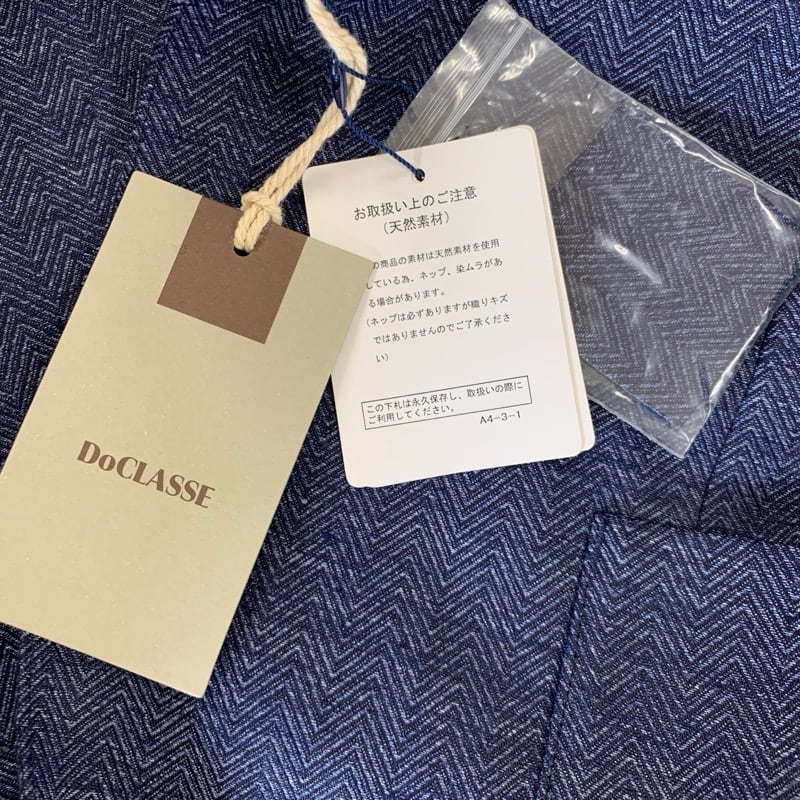 DoCLASSE
お取扱い上のご注意
（天然素材）
の商品の素材は天然素材を使用
している為、ネップ、染ムラがあ
る場合があります。
（ネップは必ずありますが織りキズ
ではありませんのでご了承くださ
い）
この下札は永久保存し、取扱いの際に
ご利用してください。
A4-3-1